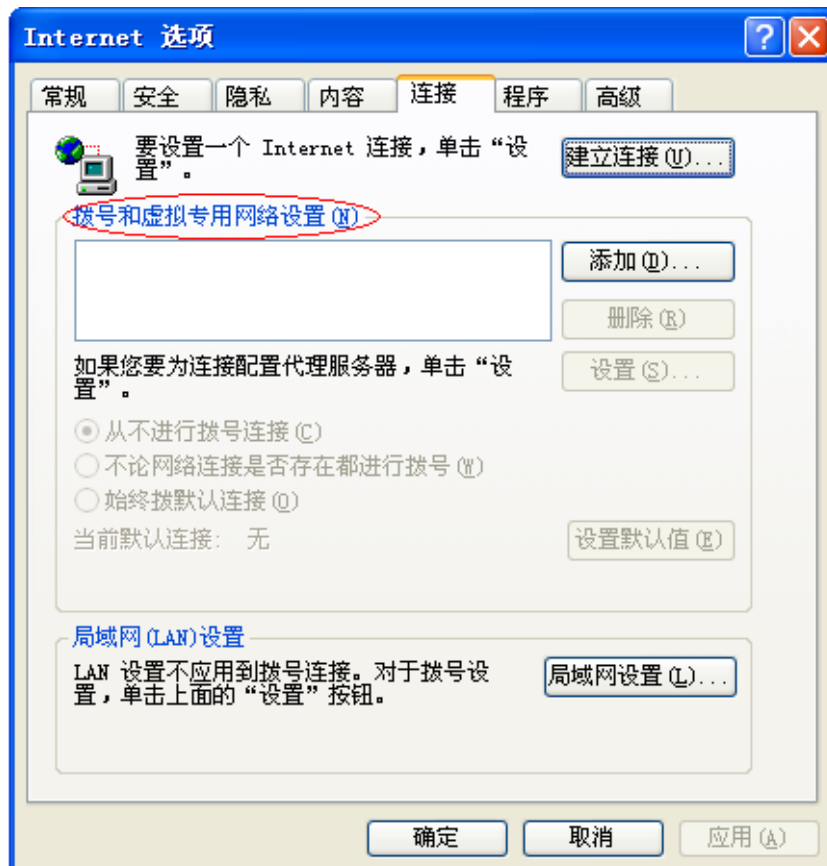 Internet 选项
常规 安全 隐私 内容 连接 程序 高级
要设置一个 Internet 连接，单击“设
置”。
建立连接(U)...
拨号和虚拟专用网络设置(N)
添加(D)...
删除(R)
如果您要为连接配置代理服务器，单击“设
置”。
设置(S)...
从不进行拨号连接(C)
不论网络连接是否存在都进行拨号(W)
始终拨默认连接(O)
当前默认连接: 无
设置默认值(E)
局域网(LAN)设置
LAN 设置不应用到拨号连接。对于拨号设
置，单击上面的“设置”按钮。
局域网设置(L)...
确定 取消 应用(A)